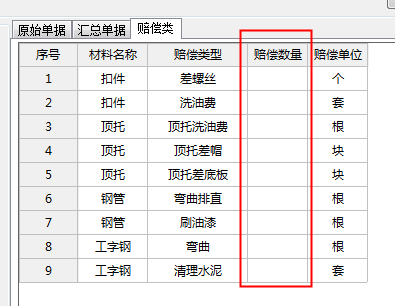 原始单据 汇总单据 赔偿类
序号 材料名称 赔偿类型 赔偿数量 赔偿单位
1 扣件 差螺丝 个
2 扣件 洗油费 套
3 顶托 顶托洗油费 根
4 顶托 顶托差帽 块
5 顶托 顶托差底板 块
6 钢管 弯曲排直 根
7 钢管 刷油漆 根
8 工字钢 弯曲 根
9 工字钢 清理水泥 套